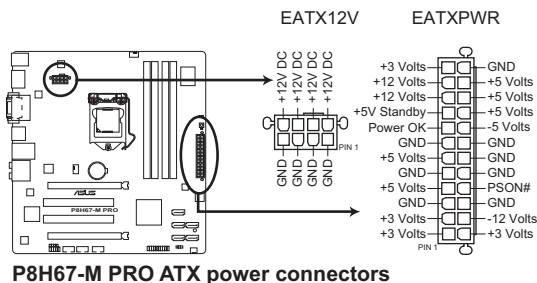 EATX12V
EATXPWR
+12V DC
+12V DC
+12V DC
+12V DC
PIN 1
GND
GND
GND
GND
+3 Volts
GND
+12 Volts
+5 Volts
+12 Volts
+5 Volts
+5V Standby
+5 Volts
Power OK
-5 Volts
GND
GND
+5 Volts
GND
GND
GND
+5 Volts
PSON#
GND
GND
+3 Volts
-12 Volts
+3 Volts
+3 Volts
PIN 1
ASUS
P8H67-M PRO
P8H67-M PRO ATX power connectors